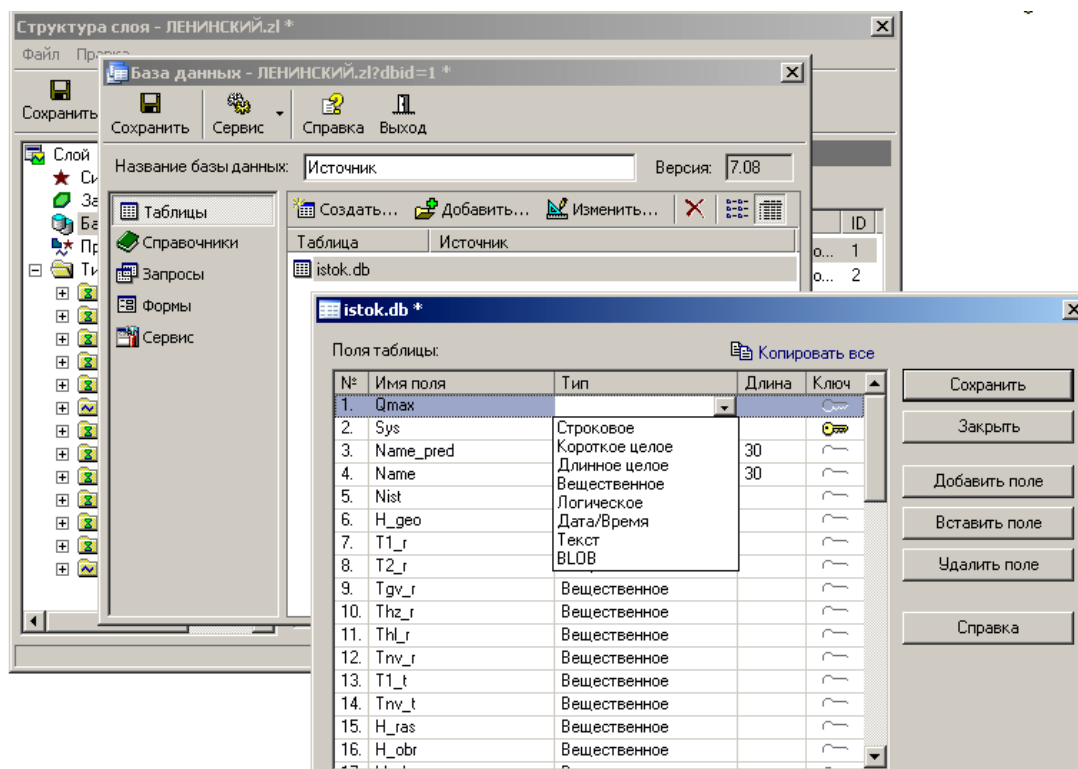 Структура слоя - ЛЕНИНСКИЙ.zl *
Файл
База данных - ЛЕНИНСКИЙ.zl?dbid=1 *
Сохранить
Сохранить Сервис Справка Выход
Слой
Название базы данных: Источник Версия: 7.08
Таблицы
Справочники
Запросы
Формы
Сервис
Создать... Добавить... Изменить...
Таблица Источник
istok.db
ID
о... 1
о... 2
istok.db *
Поля таблицы: Копировать все
№ Имя поля Тип Длина Ключ
1. Qmax
2. Sys
3. Name_pred 30
4. Name 30
5. Nist
6. H_geo
7. T1_r
8. T2_r
Строковое
Короткое целое
Длинное целое
Вещественное
Логическое
Дата/Время
Текст
BLOB
9. Tgv_r Вещественное
10. Thz_r Вещественное
11. Thl_r Вещественное
12. Tnv_r Вещественное
13. T1_t Вещественное
14. Tnv_t Вещественное
15. H_ras Вещественное
16. H_obr Вещественное
Сохранить
Закрыть
Добавить поле
Вставить поле
Удалить поле
Справка